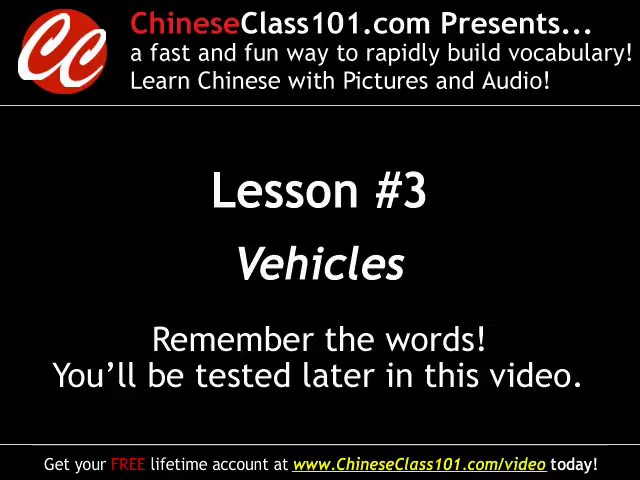 CC
ChineseClass101.com Presents...
a fast and fun way to rapidly build vocabulary!
Learn Chinese with Pictures and Audio!
Lesson #3
Vehicles
Remember the words!
You'll be tested later in this video.
Get your FREE lifetime account at www.ChineseClass101.com/video today!